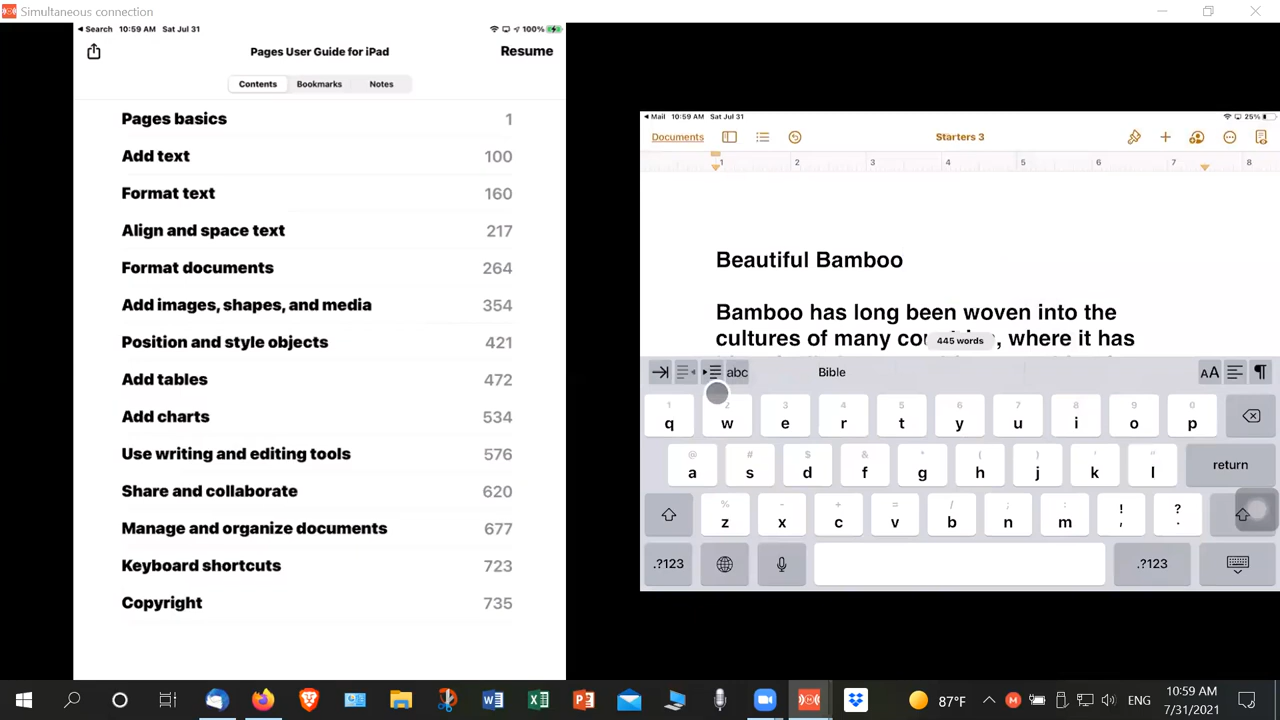 Simultaneous connection
Search 10:59 AM Sat Jul 31 100%
Pages User Guide for iPad
Resume
Contents Bookmarks Notes
Pages basics 1
Add text 100
Format text 160
Align and space text 217
Format documents 264
Add images, shapes, and media 354
Position and style objects 421
Add tables 472
Add charts 534
Use writing and editing tools 576
Share and collaborate 620
Manage and organize documents 677
Keyboard shortcuts 723
Copyright 735
Mail 10:59 AM Sat Jul 31 25%
Documents Starters 3
1 2 3 4 5 6 7 8
Beautiful Bamboo
Bamboo has long been woven into the
cultures of many , where it has
445 words
abc Bible AA
1 2 3 4 5 6 7 8 9 0
q w e r t y u i o p
@ # $ & * ( ) ' "
a s d f g h j k l return
% - + = / ; : ! ?
z x c v b n m , .
.?123 .?123
87°F ENG
10:59 AM
7/31/2021